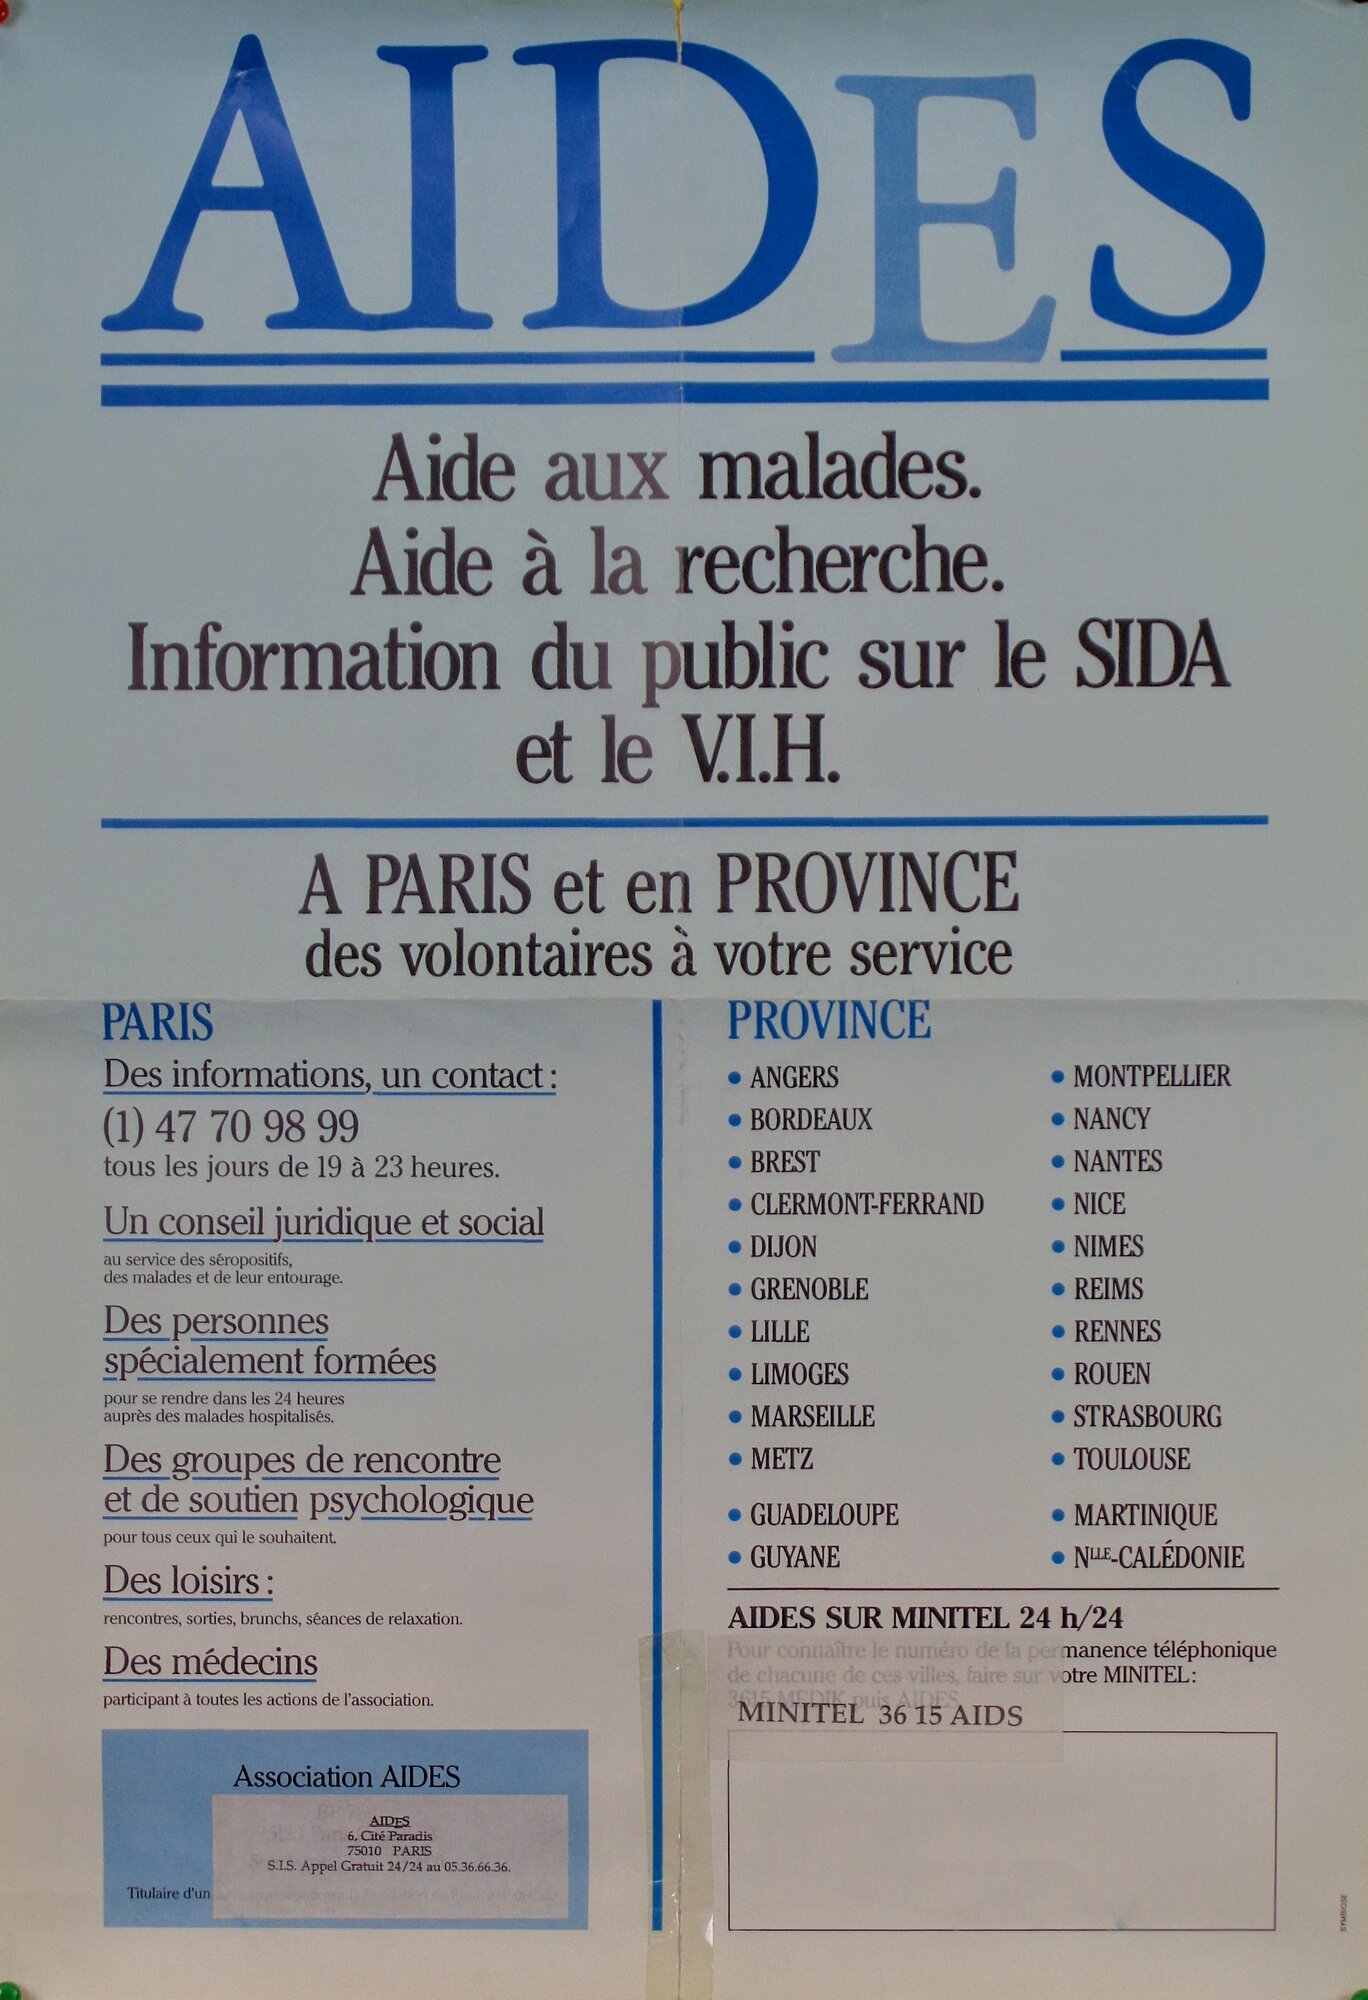 AIDES
Aide aux malades.
Aide à la recherche.
Information du public sur le SIDA
et le V.I.H.
A PARIS et en PROVINCE
des volontaires à votre service
PARIS
Des informations, un contact :
(1) 47 70 98 99
tous les jours de 19 à 23 heures.
Un conseil juridique et social
au service des séropositifs,
des malades et de leur entourage.
Des personnes
spécialement formées
pour se rendre dans les 24 heures
auprès des malades hospitalisés.
Des groupes de rencontre
et de soutien psychologique
pour tous ceux qui le souhaitent.
Des loisirs :
rencontres, sorties, brunchs, séances de relaxation.
Des médecins
participant à toutes les actions de l'association.
Association AIDES
AIDES
6, Cité Paradis
75010 PARIS
S.I.S. Appel Gratuit 24/24 au 05.36.66.36.
Titulaire d'un
PROVINCE
• ANGERS
• BORDEAUX
• BREST
• CLERMONT-FERRAND
• DIJON
• GRENOBLE
• LILLE
• LIMOGES
• MARSEILLE
• METZ
• GUADELOUPE
• GUYANE
• MONTPELLIER
• NANCY
• NANTES
• NICE
• NIMES
• REIMS
• RENNES
• ROUEN
• STRASBOURG
• TOULOUSE
• MARTINIQUE
• NLLE-CALÉDONIE
AIDES SUR MINITEL 24 h/24
Pour connaître le numéro de la permanence téléphonique
de chacune de ces villes, faire sur votre MINITEL :
3615 MEDIK puis AIDES
MINITEL 36 15 AIDS
SYMBIOSE